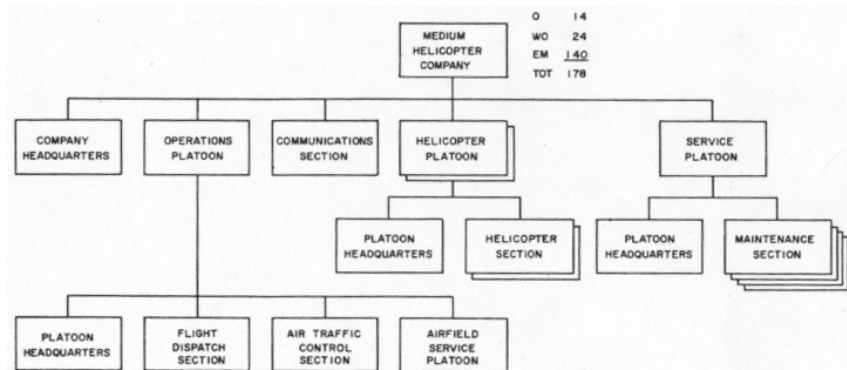 MEDIUM
HELICOPTER
COMPANY
O 14
WO 24
EM 140
TOT 178
COMPANY
HEADQUARTERS
OPERATIONS
PLATOON
COMMUNICATIONS
SECTION
HELICOPTER
PLATOON
SERVICE
PLATOON
PLATOON
HEADQUARTERS
HELICOPTER
SECTION
PLATOON
HEADQUARTERS
MAINTENANCE
SECTION
PLATOON
HEADQUARTERS
FLIGHT
DISPATCH
SECTION
AIR TRAFFIC
CONTROL
SECTION
AIRFIELD
SERVICE
PLATOON